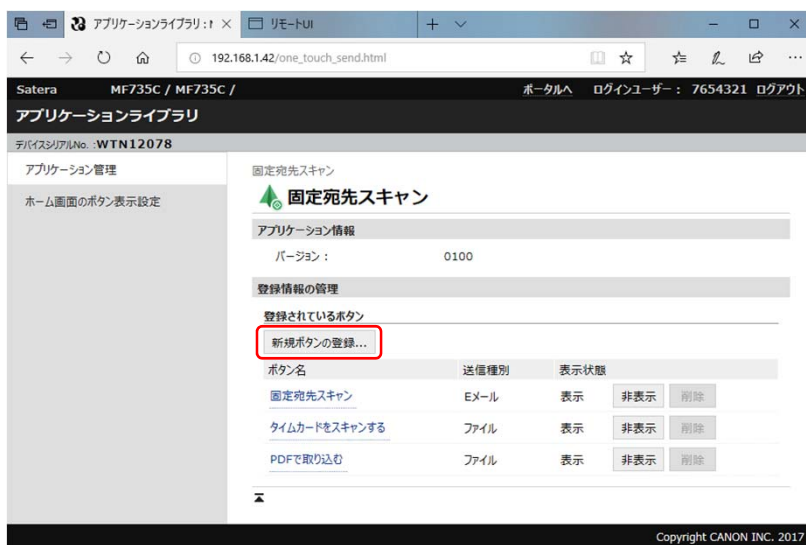 アプリケーションライブラリ : ﾘ
リモートUI
192.168.1.42/one_touch_send.html
Satera MF735C / MF735C / ポータルへ ログインユーザー : 7654321 ログアウト
アプリケーションライブラリ
デバイスシリアルNo. :WTN12078
アプリケーション管理
ホーム画面のボタン表示設定
固定宛先スキャン
固定宛先スキャン
アプリケーション情報
バージョン : 0100
登録情報の管理
登録されているボタン
新規ボタンの登録...
ボタン名 送信種別 表示状態
固定宛先スキャン Eメール 表示 非表示 削除
タイムカードをスキャンする ファイル 表示 非表示 削除
PDFで取り込む ファイル 表示 非表示 削除
Copyright CANON INC. 2017